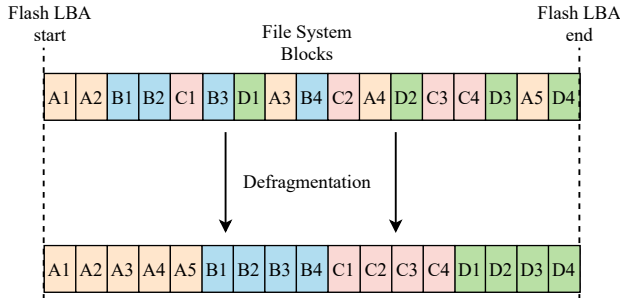 Flash LBA
start
File System
Blocks
Flash LBA
end
A1 A2 B1 B2 C1 B3 D1 A3 B4 C2 A4 D2 C3 C4 D3 A5 D4
Defragmentation
A1 A2 A3 A4 A5 B1 B2 B3 B4 C1 C2 C3 C4 D1 D2 D3 D4